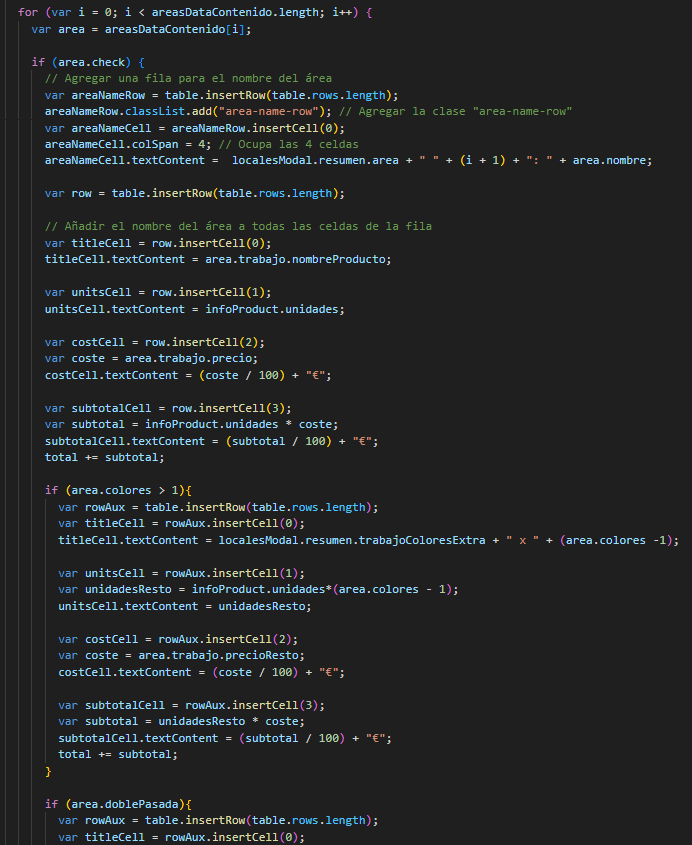 for (var i = 0; i < areasDataContenido.length; i++) {
var area = areasDataContenido[i];
if (area.check) {
// Agregar una fila para el nombre del área
var areaNameRow = table.insertRow(table.rows.length);
areaNameRow.classList.add("area-name-row"); // Agregar la clase "area-name-row"
var areaNameCell = areaNameRow.insertCell(0);
areaNameCell.colSpan = 4; // Ocupa las 4 celdas
areaNameCell.textContent =  localesModal.resumen.area + " " + (i + 1) + ": " + area.nombre;
var row = table.insertRow(table.rows.length);
// Añadir el nombre del área a todas las celdas de la fila
var titleCell = row.insertCell(0);
titleCell.textContent = area.trabajo.nombreProducto;
var unitsCell = row.insertCell(1);
unitsCell.textContent = infoProduct.unidades;
var costCell = row.insertCell(2);
var coste = area.trabajo.precio;
costCell.textContent = (coste / 100) + "€";
var subtotalCell = row.insertCell(3);
var subtotal = infoProduct.unidades * coste;
subtotalCell.textContent = (subtotal / 100) + "€";
total += subtotal;
if (area.colores > 1){
var rowAux = table.insertRow(table.rows.length);
var titleCell = rowAux.insertCell(0);
titleCell.textContent = localesModal.resumen.trabajoColoresExtra + " x " + (area.colores -1);
var unitsCell = rowAux.insertCell(1);
var unidadesResto = infoProduct.unidades*(area.colores - 1);
unitsCell.textContent = unidadesResto;
var costCell = rowAux.insertCell(2);
var coste = area.trabajo.precioResto;
costCell.textContent = (coste / 100) + "€";
var subtotalCell = rowAux.insertCell(3);
var subtotal = unidadesResto * coste;
subtotalCell.textContent = (subtotal / 100) + "€";
total += subtotal;
}
if (area.doblePasada){
var rowAux = table.insertRow(table.rows.length);
var titleCell = rowAux.insertCell(0);